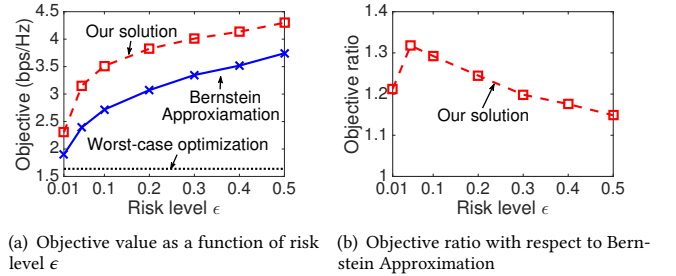 Objective (bps/Hz)
4.5
4
3.5
3
2.5
2
1.5
Our solution
Bernstein
Approxiamation
Worst-case optimization
0.01 0.1 0.2 0.3 0.4 0.5
Risk level ϵ
(a) Objective value as a function of risk
level ϵ
Objective ratio
1.4
1.3
1.2
1.1
1
Our solution
0.01 0.1 0.2 0.3 0.4 0.5
Risk level ϵ
(b) Objective ratio with respect to Bern-
stein Approximation